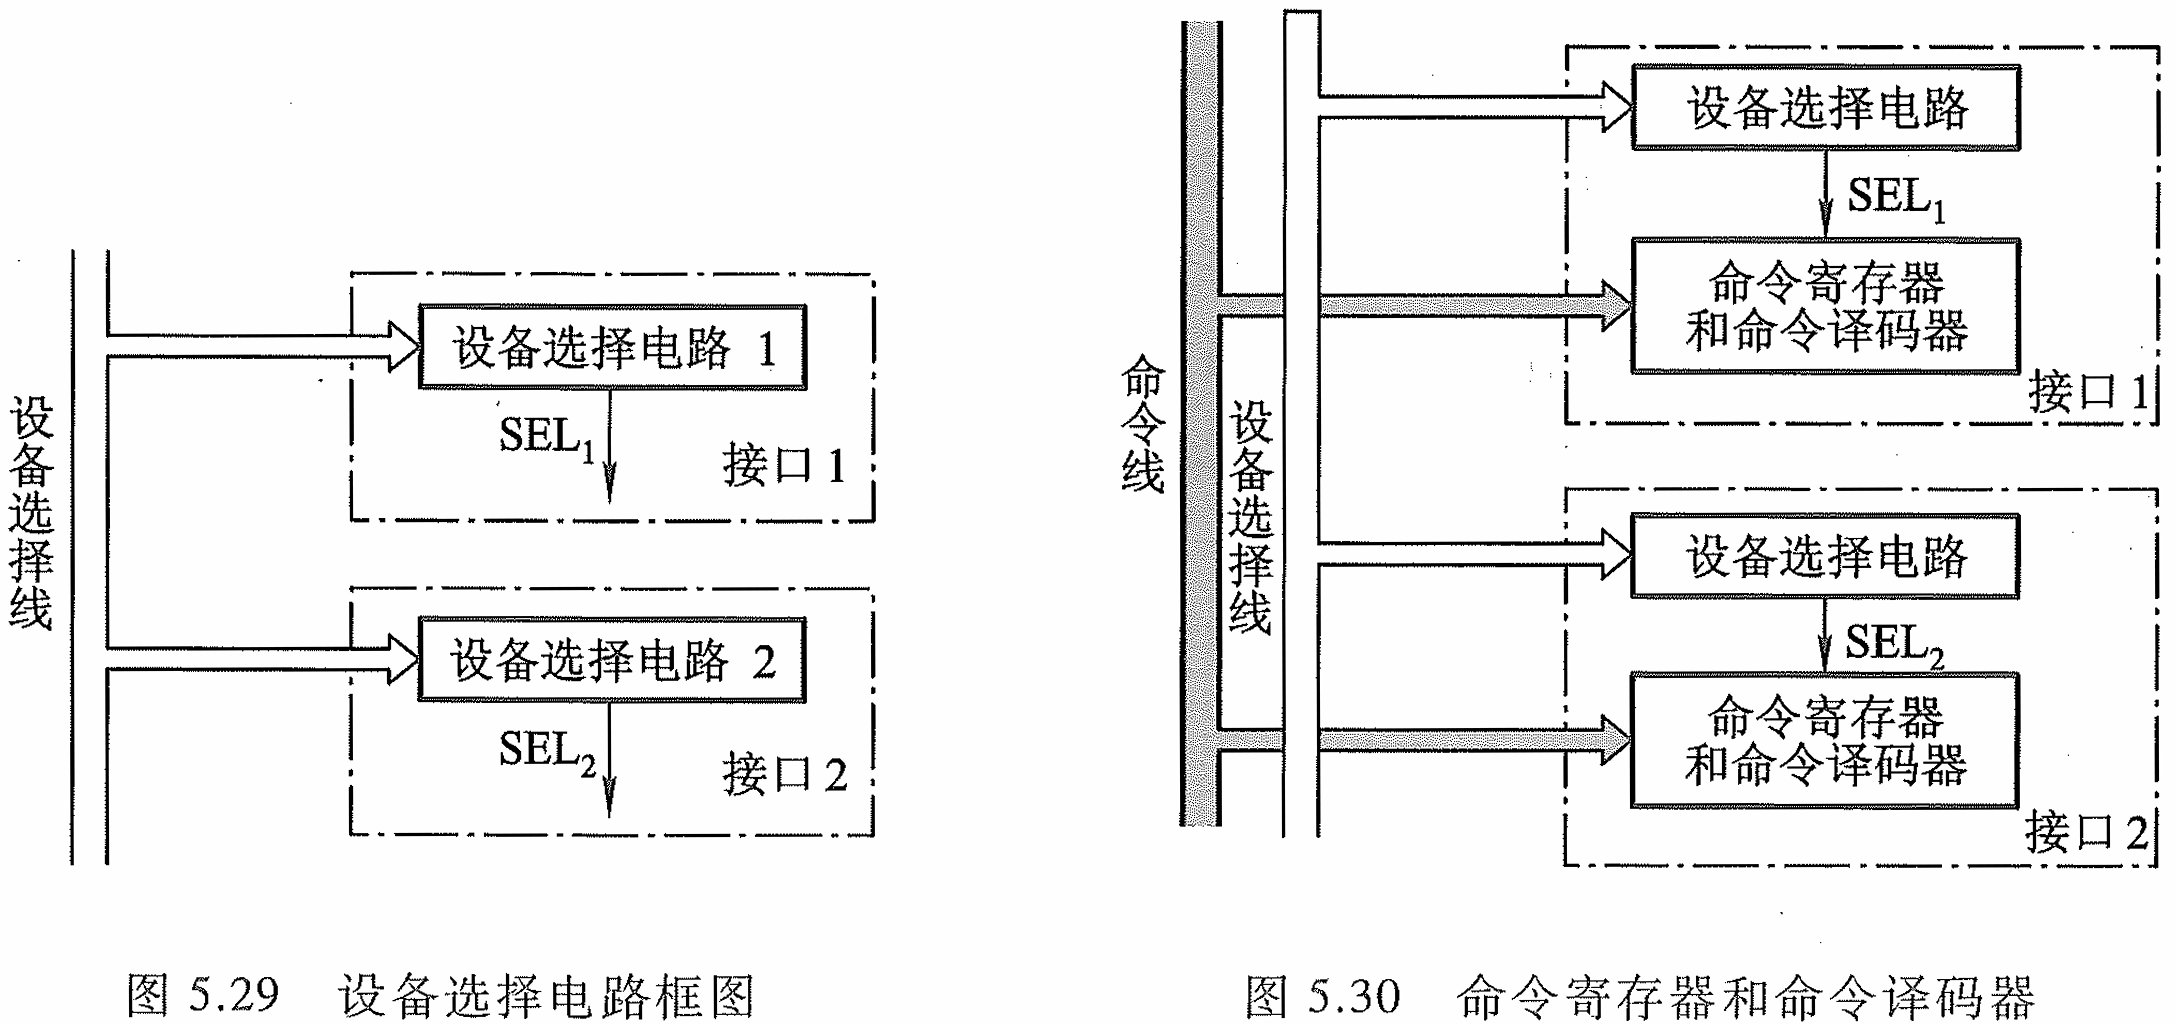 设备选择线
设备选择电路 1
SEL₁
接口 1
设备选择电路 2
SEL₂
接口 2
图 5.29 设备选择电路框图
命令线
设备选择线
设备选择电路
SEL₁
命令寄存器
和命令译码器
接口 1
设备选择电路
SEL₂
命令寄存器
和命令译码器
接口 2
图 5.30 命令寄存器和命令译码器